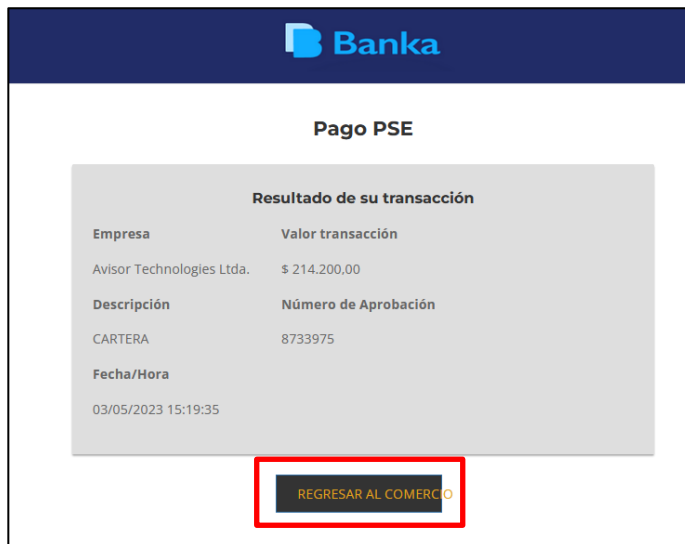 Banka
Pago PSE
Resultado de su transacción
Empresa Valor transacción
Avisor Technologies Ltda. $ 214.200,00
Descripción Número de Aprobación
CARTERA 8733975
Fecha/Hora
03/05/2023 15:19:35
REGRESAR AL COMERCIO